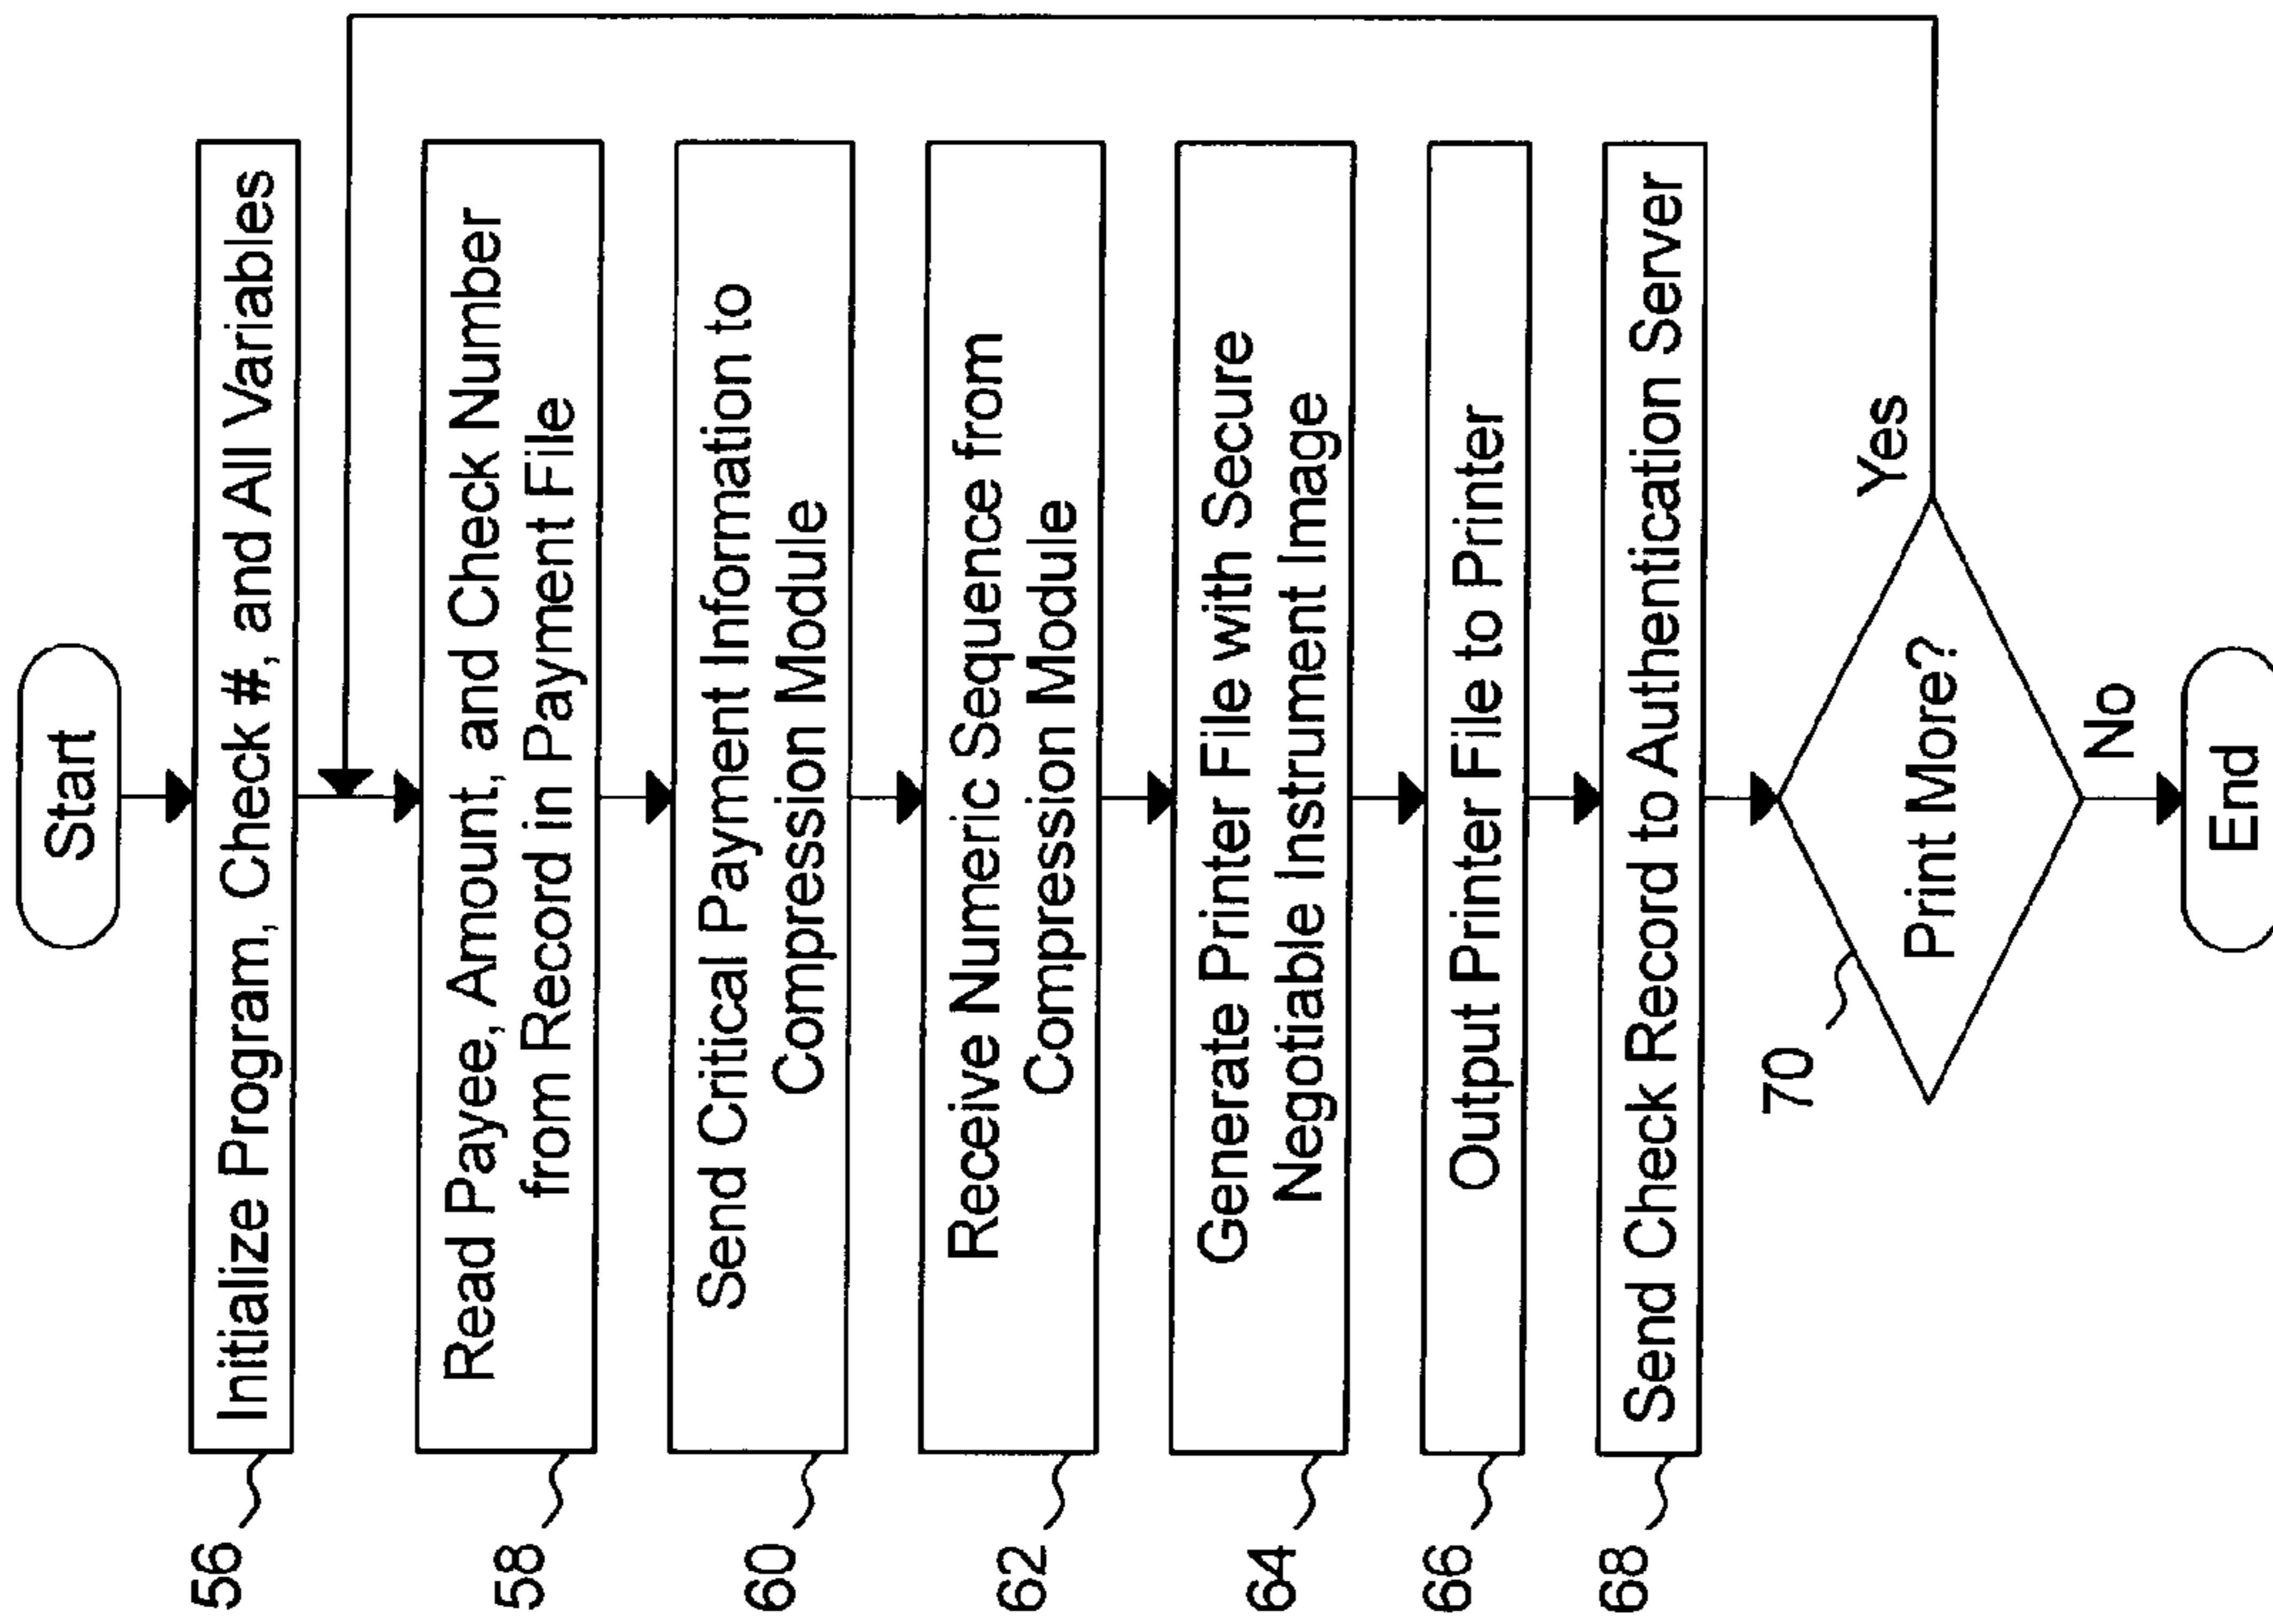 Start
56
Initialize Program, Check #, and All Variables
58
Read Payee, Amount, and Check Number
from Record in Payment File
60
Send Critical Payment Information to
Compression Module
62
Receive Numeric Sequence from
Compression Module
64
Generate Printer File with Secure
Negotiable Instrument Image
66
Output Printer File to Printer
68
Send Check Record to Authentication Server
70
Print More?
Yes
No
End